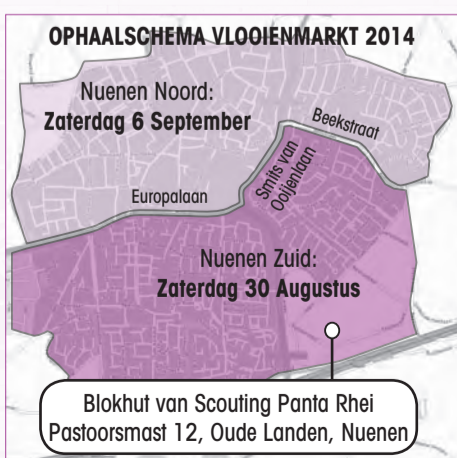 OPHAALSCHEMA VLOOIENMARKT 2014
Nuenen Noord:
Zaterdag 6 September
Beekstraat
Smits van
Ooijenlaan
Europalaan
Nuenen Zuid:
Zaterdag 30 Augustus
Blokhut van Scouting Panta Rhei
Pastoorsmast 12, Oude Landen, Nuenen